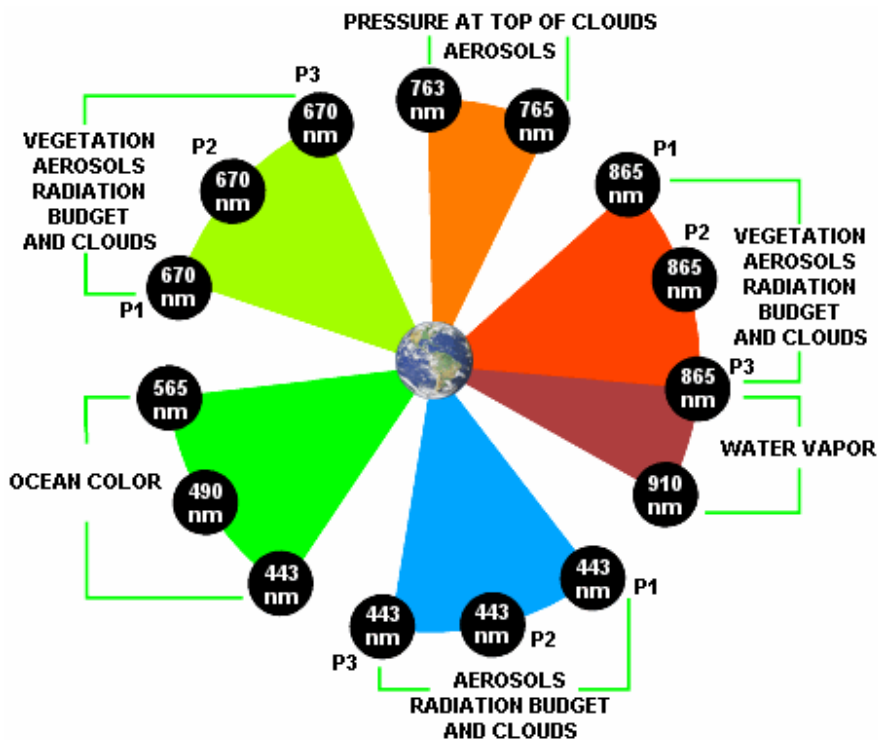 PRESSURE AT TOP OF CLOUDS
AEROSOLS
763
nm
765
nm
P3
670
nm
P2
670
nm
P1
670
nm
VEGETATION
AEROSOLS
RADIATION
BUDGET
AND CLOUDS
P1
865
nm
P2
865
nm
P3
865
nm
VEGETATION
AEROSOLS
RADIATION
BUDGET
AND CLOUDS
WATER VAPOR
910
nm
565
nm
490
nm
443
nm
OCEAN COLOR
443
nm
P1
443
nm
P2
443
nm
P3
AEROSOLS
RADIATION BUDGET
AND CLOUDS